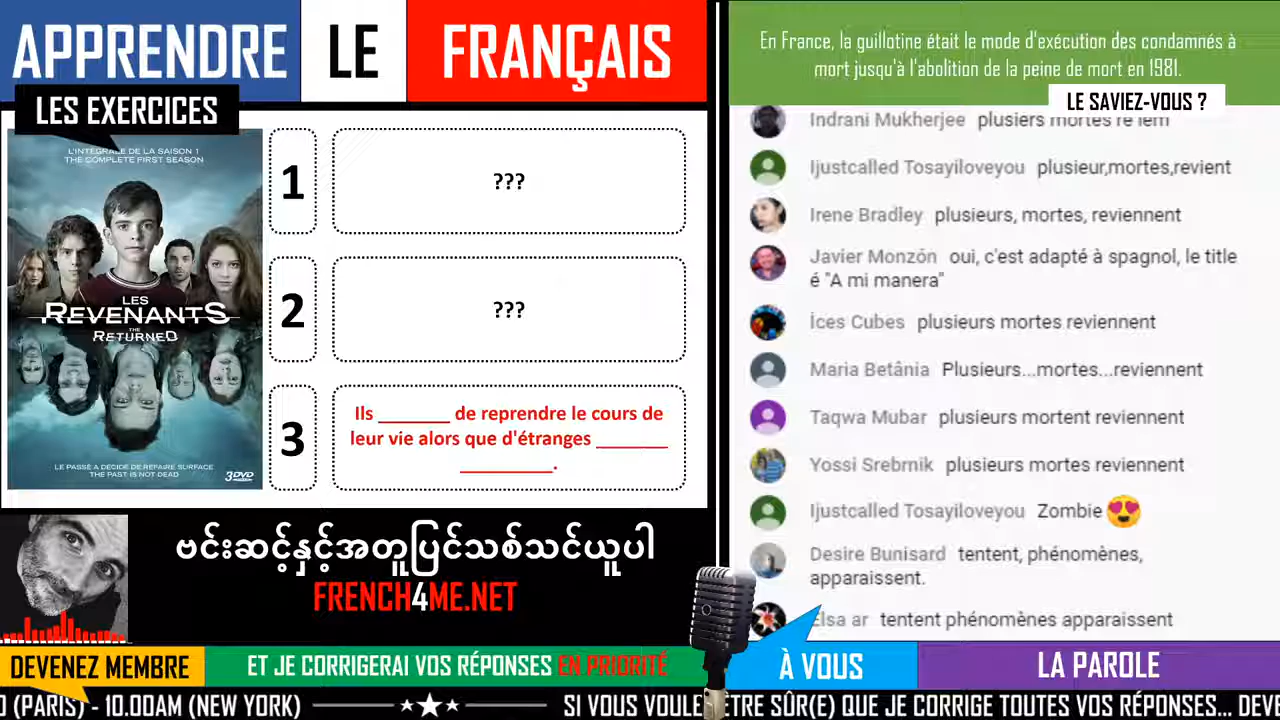 APPRENDRE LE FRANÇAIS
LES EXERCICES
L'INTÉGRALE DE LA SAISON 1
THE COMPLETE FIRST SEASON
LES
REVENANTS
THE
RETURNED
LE PASSÉ A DÉCIDÉ DE REFAIRE SURFACE
THE PAST IS NOT DEAD
3 DVD
1
???
2
???
3
Ils _______ de reprendre le cours de
leur vie alors que d'étranges _______
_________.
ဗင်းဆင့်နှင့်အတူပြင်သစ်သင်ယူပါ
FRENCH4ME.NET
DEVENEZ MEMBRE
ET JE CORRIGERAI VOS RÉPONSES EN PRIORITÉ
En France, la guillotine était le mode d'exécution des condamnés à
mort jusqu'à l'abolition de la peine de mort en 1981.
LE SAVIEZ-VOUS ?
Indrani Mukherjee plusiers mortes re iem
Ijustcalled Tosayiloveyou plusieur,mortes,revient
Irene Bradley plusieurs, mortes, reviennent
Javier Monzón oui, c'est adapté à spagnol, le title
é "A mi manera"
İces Cubes plusieurs mortes reviennent
Maria Betânia Plusieurs...mortes...reviennent
Taqwa Mubar plusieurs mortent reviennent
Yossi Srebrnik plusieurs mortes reviennent
Ijustcalled Tosayiloveyou Zombie😍
Desire Bunisard tentent, phénomènes,
apparaissent.
Elsa ar tentent phénomènes apparaissent
À VOUS
LA PAROLE
(PARIS) - 10.00AM (NEW YORK) SI VOUS VOULE ÊTRE SÛR(E) QUE JE CORRIGE TOUTES VOS RÉPONSES... DEVE